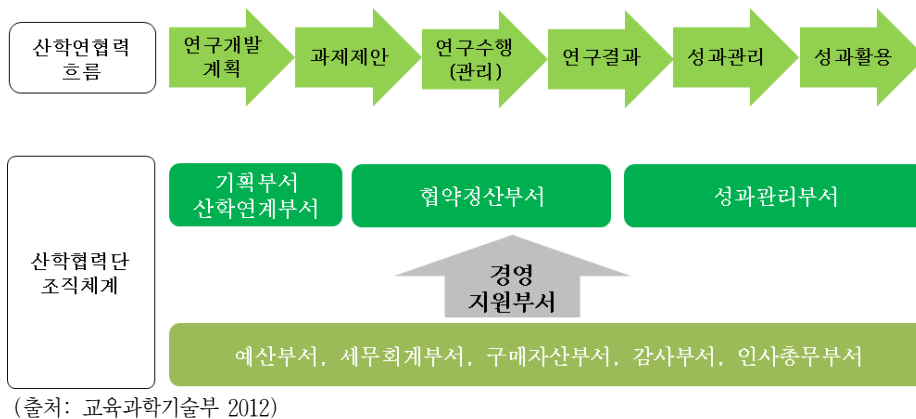 산학연협력
흐름
연구개발
계획
과제제안
연구수행
(관리)
연구결과
성과관리
성과활용
산학협력단
조직체계
기획부서
산학연계부서
협약정산부서
성과관리부서
경영
지원부서
예산부서, 세무회계부서, 구매자산부서, 감사부서, 인사총무부서
(출처: 교육과학기술부 2012)